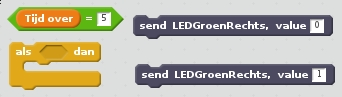 Tijd over = 5
send LEDGroenRechts, value 0
als dan
send LEDGroenRechts, value 1